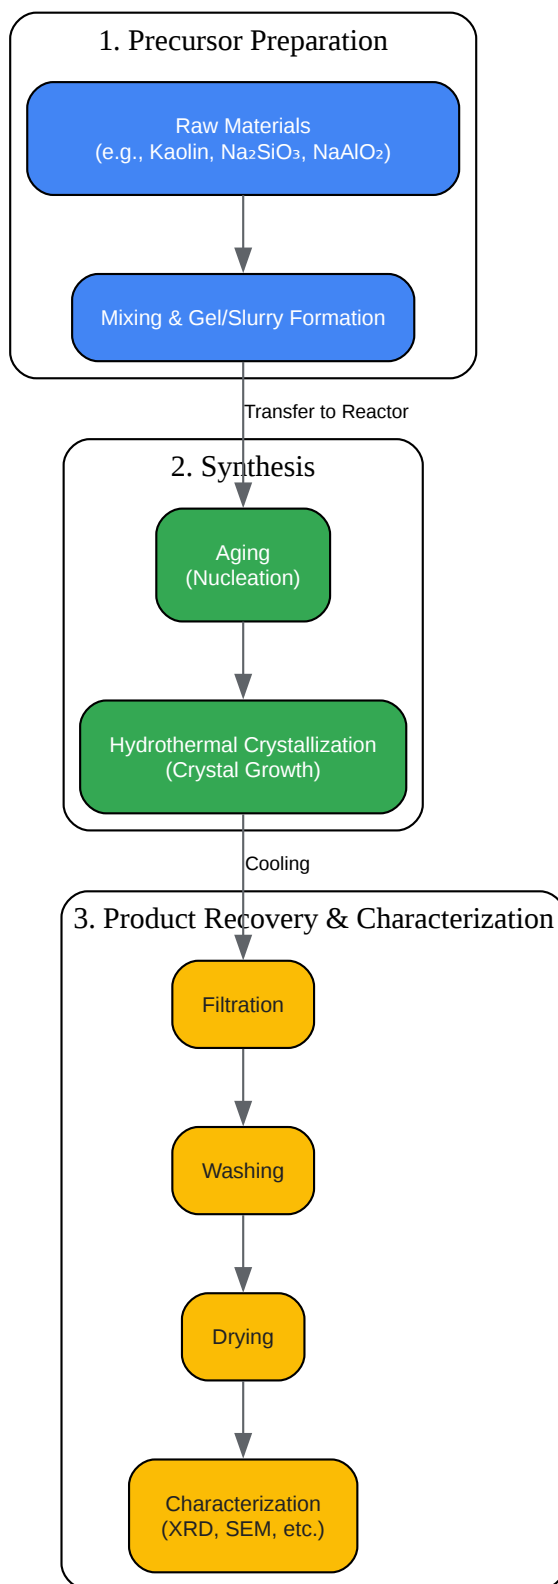 1. Precursor Preparation
Raw Materials
(e.g., Kaolin, Na₂SiO₃, NaAlO₂)
Mixing & Gel/Slurry Formation
Transfer to Reactor
2. Synthesis
Aging
(Nucleation)
Hydrothermal Crystallization
(Crystal Growth)
Cooling
3. Product Recovery & Characterization
Filtration
Washing
Drying
Characterization
(XRD, SEM, etc.)